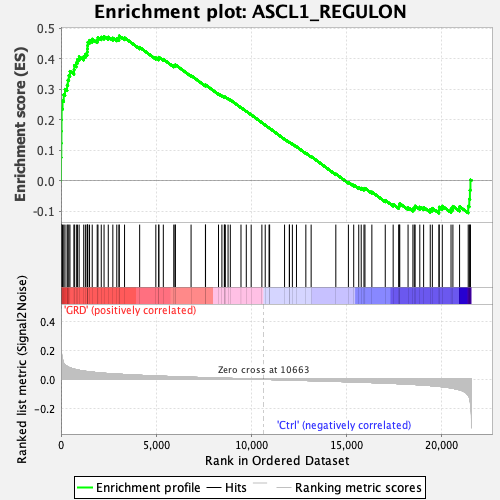 Enrichment plot: ASCL1_REGULON
Enrichment score (ES)
0.5
0.4
0.3
0.2
0.1
0.0
-0.1
'GRD' (positively correlated)
Ranked list metric (Signal2Noise)
0.4
0.2
0.0
-0.2
Zero cross at 10663
'Ctrl' (negatively correlated)
0 5,000 10,000 15,000 20,000
Rank in Ordered Dataset
Enrichment profile Hits Ranking metric scores